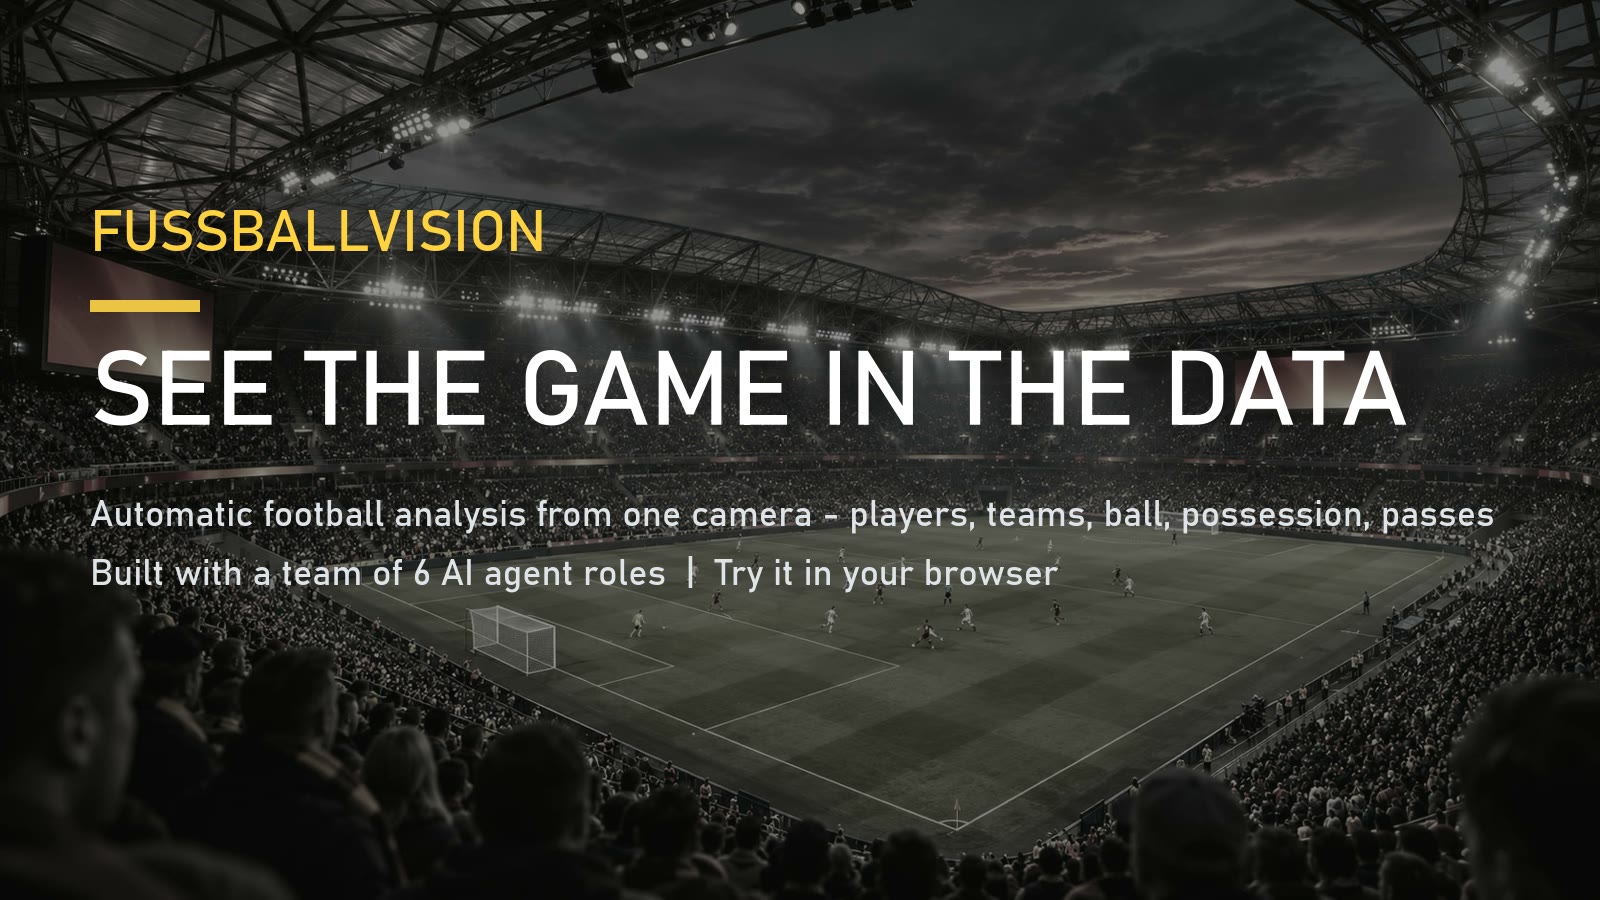 FUSSBALLVISION
SEE THE GAME IN THE DATA
Automatic football analysis from one camera - players, teams, ball, possession, passes
Built with a team of 6 AI agent roles | Try it in your browser